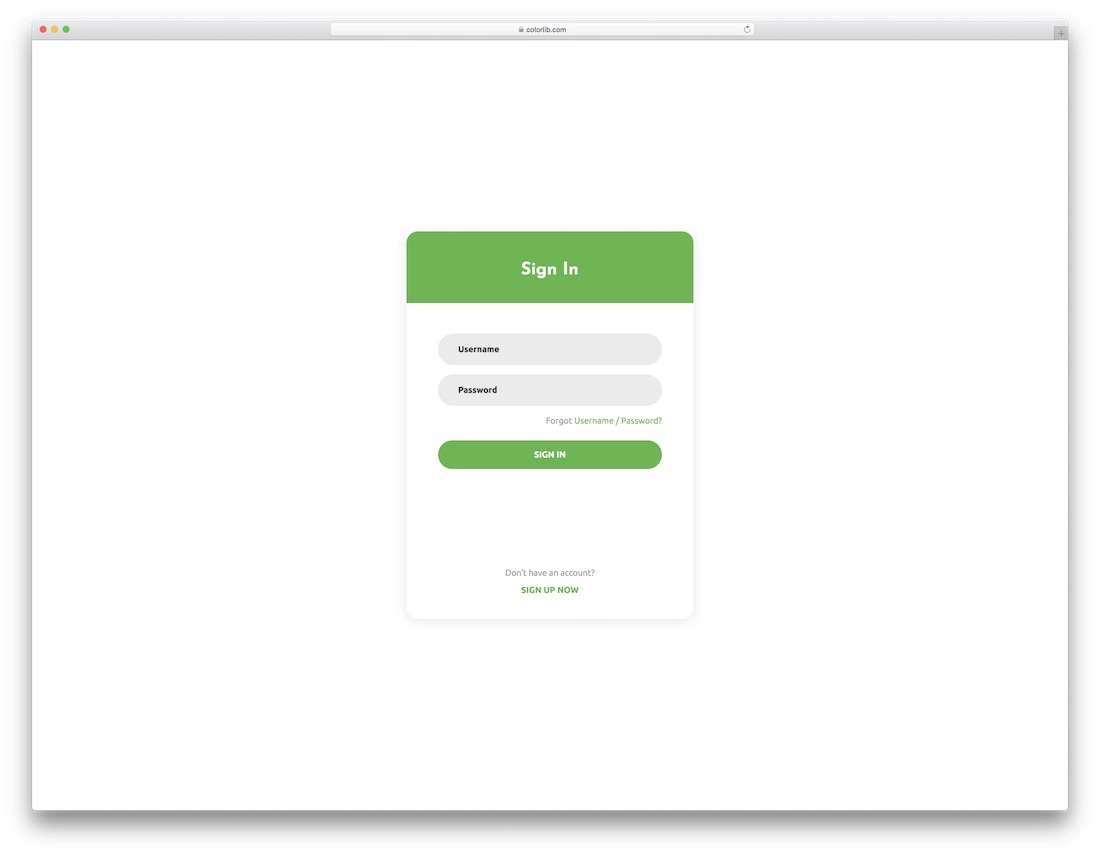 colorlib.com
Sign In
Username
Password
Forgot Username / Password?
SIGN IN
Don't have an account?
SIGN UP NOW